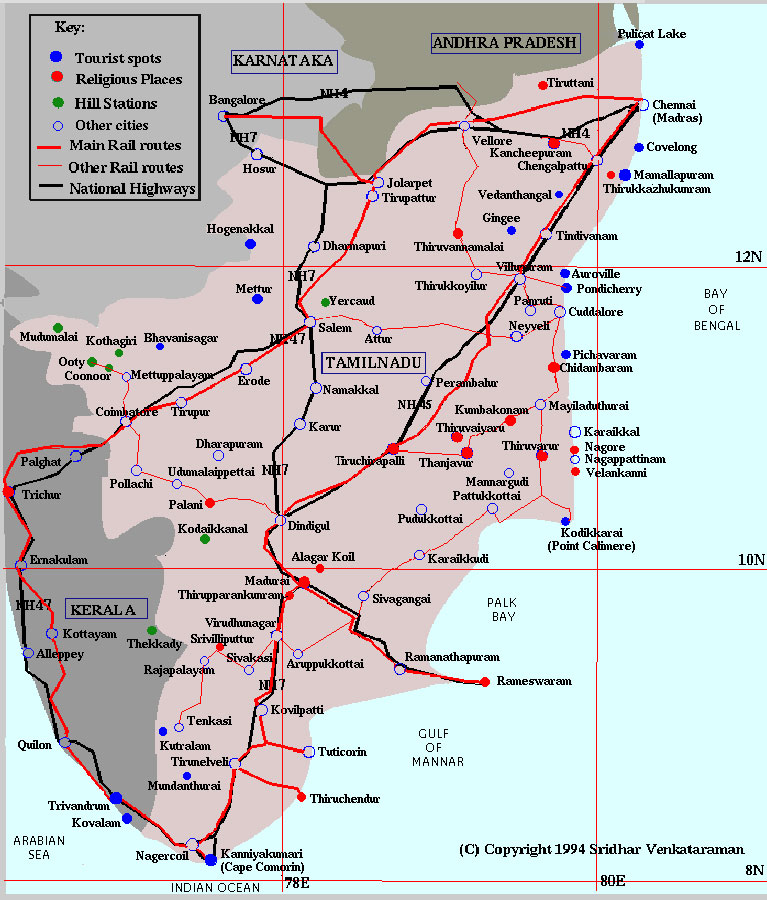 Key:
Tourist spots
Religious Places
Hill Stations
Other cities
Main Rail routes
Other Rail routes
National Highways
KARNATAKA
ANDHRA PRADESH
Pulicat Lake
Tiruttani
NH4
Bangalore
Chennai
(Madras)
NH7
Vellore
NH4
Kancheepuram
Covelong
Hosur
Chengalpattu
Mamallapuram
Thirukkazhukunram
Jolarpet
Tirupattur
Vedanthangal
Gingee
Hogenakkal
Dharmapuri
Thiruvannamalai
Tindivanam
12N
Villupuram
NH7
Auroville
Thirukkoyilur
Pondicherry
Mettur
Yercaud
Panruti
Cuddalore
BAY
OF
BENGAL
Mudumalai
Kothagiri
Bhavanisagar
NH47
Salem
Attur
Neyveli
Ooty
Coonoor
Mettuppalayam
TAMILNADU
Pichavaram
Chidambaram
Erode
Namakkal
Perambalur
Coimbatore
Tirupur
NH45
Kumbakonam
Mayiladuthurai
Karur
Thiruvaiyaru
Karaikkal
Dharapuram
Palghat
Thiruvarur
Nagore
Tiruchivapalli
Thanjavur
Nagappattinam
Udumalaippettai
NH7
Velankanni
Pollachi
Mannargudi
Trichur
Palani
Pattukkottai
Pudukkottai
Dindigul
Kodaikkanal
Kodikkarai
(Point Calimere)
Ernakulam
Alagar Koil
Karaikkudi
10N
Madurai
Thirupparankunram
NH47
KERALA
Sivagangai
PALK
BAY
Virudhunagar
Kottayam
Thekkady
Srivilliputtur
Alleppey
Sivakasi
Rajapalayam
Aruppukkottai
Ramanathapuram
NH7
Rameswaram
Kovilpatti
Tenkasi
GULF
OF
MANNAR
Quilon
Kutralam
Tuticorin
Tirunelveli
Mundanthurai
Trivandrum
Thiruchendur
Kovalam
ARABIAN
SEA
Nagercoil
Kanniyakumari
(Cape Comorin)
(C) Copyright 1994 Sridhar Venkataraman
8N
INDIAN OCEAN
78E
80E